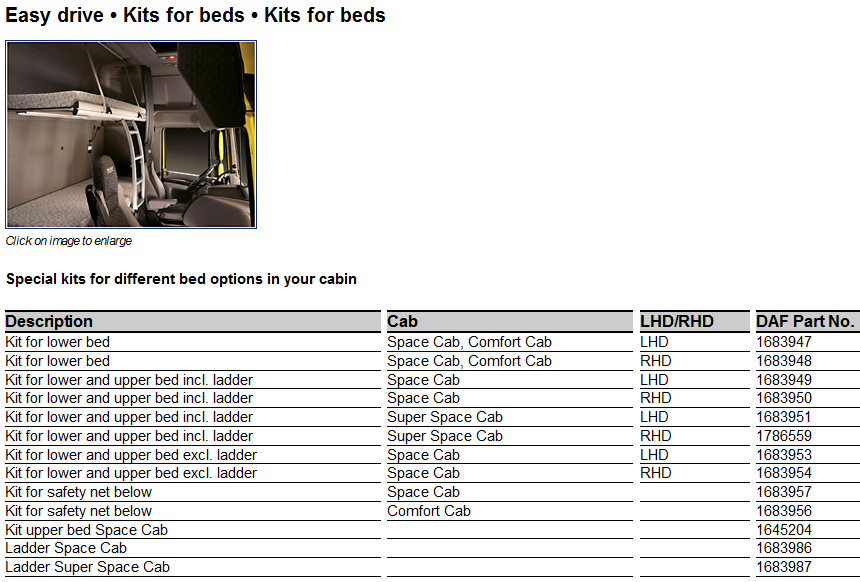 Easy drive • Kits for beds • Kits for beds
Click on image to enlarge
Special kits for different bed options in your cabin
Description Cab LHD/RHD DAF Part No.
Kit for lower bed Space Cab, Comfort Cab LHD 1683947
Kit for lower bed Space Cab, Comfort Cab RHD 1683948
Kit for lower and upper bed incl. ladder Space Cab LHD 1683949
Kit for lower and upper bed incl. ladder Space Cab RHD 1683950
Kit for lower and upper bed incl. ladder Super Space Cab LHD 1683951
Kit for lower and upper bed incl. ladder Super Space Cab RHD 1786559
Kit for lower and upper bed excl. ladder Space Cab LHD 1683953
Kit for lower and upper bed excl. ladder Space Cab RHD 1683954
Kit for safety net below Space Cab 1683957
Kit for safety net below Comfort Cab 1683956
Kit upper bed Space Cab 1645204
Ladder Space Cab 1683986
Ladder Super Space Cab 1683987